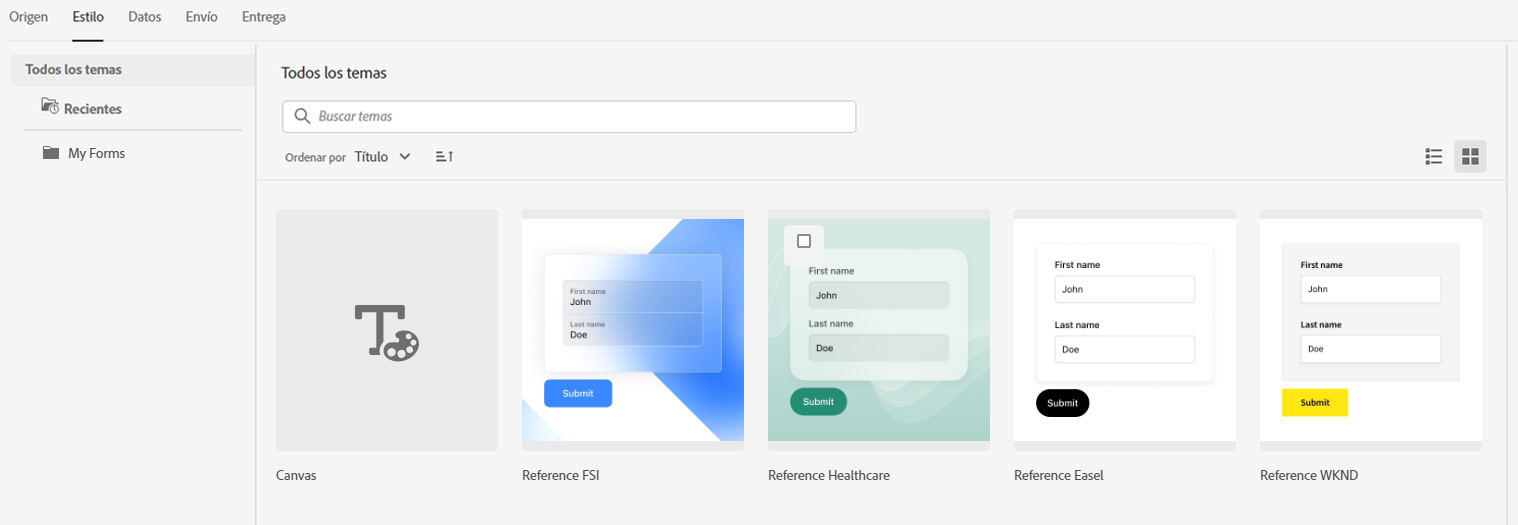 Origen Estilo Datos Envío Entrega
Todos los temas
Recientes
My Forms
Todos los temas
Buscar temas
Ordenar por Título
Canvas
First name
John
Last name
Doe
Submit
Reference FSI
First name
John
Last name
Doe
Submit
Reference Healthcare
First name
John
Last name
Doe
Submit
Reference Easel
First name
John
Last name
Doe
Submit
Reference WKND